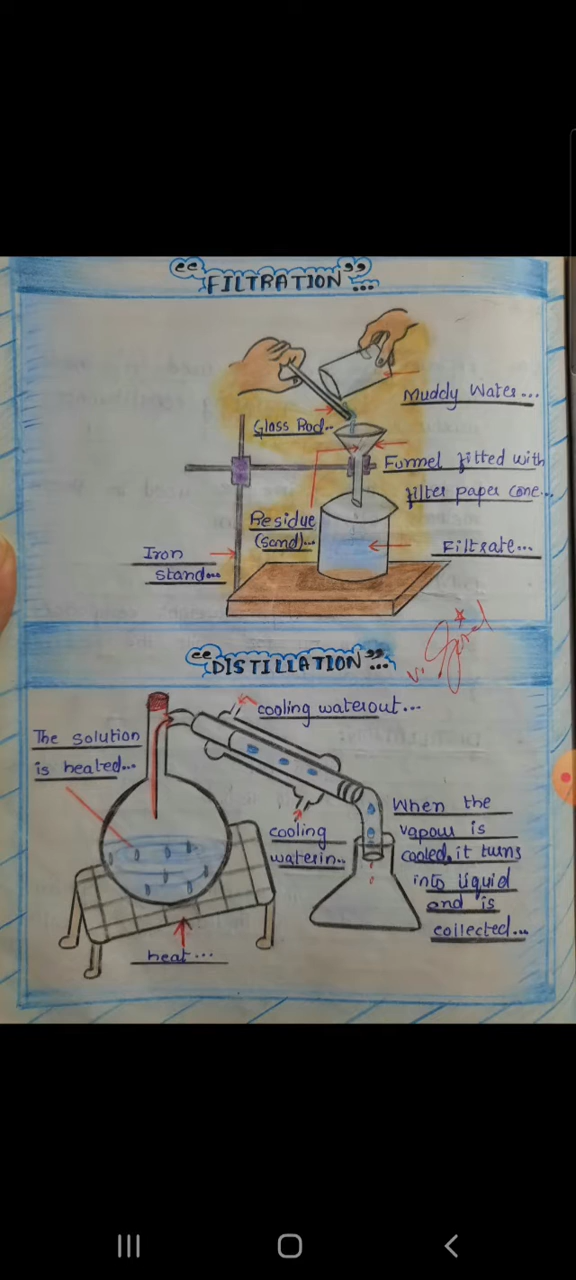 “FILTRATION”...
Muddy Water...
Glass Rod..
Funnel fitted with
filter paper cone...
Residue
(sand)...
Filtrate...
Iron
stand...
V. Good
“DISTILLATION”...
cooling waterout...
The solution
is heated...
When the
vapour is
cooled, it turns
into liquid
and is
collected...
cooling
waterin..
heat...